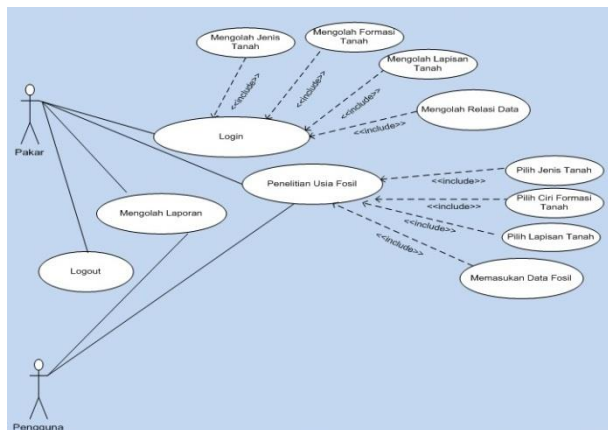 Mengolah Jenis
Tanah
Mengolah Formasi
Tanah
Mengolah Lapisan
Tanah
Mengolah Relasi Data
<<include>>
<<include>>
<<include>>
<<include>>
Pakar
Login
Penelitian Usia Fosil
Pilih Jenis Tanah
<<include>>
Pilih Ciri Formasi
Tanah
<<include>>
Pilih Lapisan Tanah
<<include>>
Memasukan Data Fosil
<<include>>
Mengolah Laporan
Logout
Pengguna